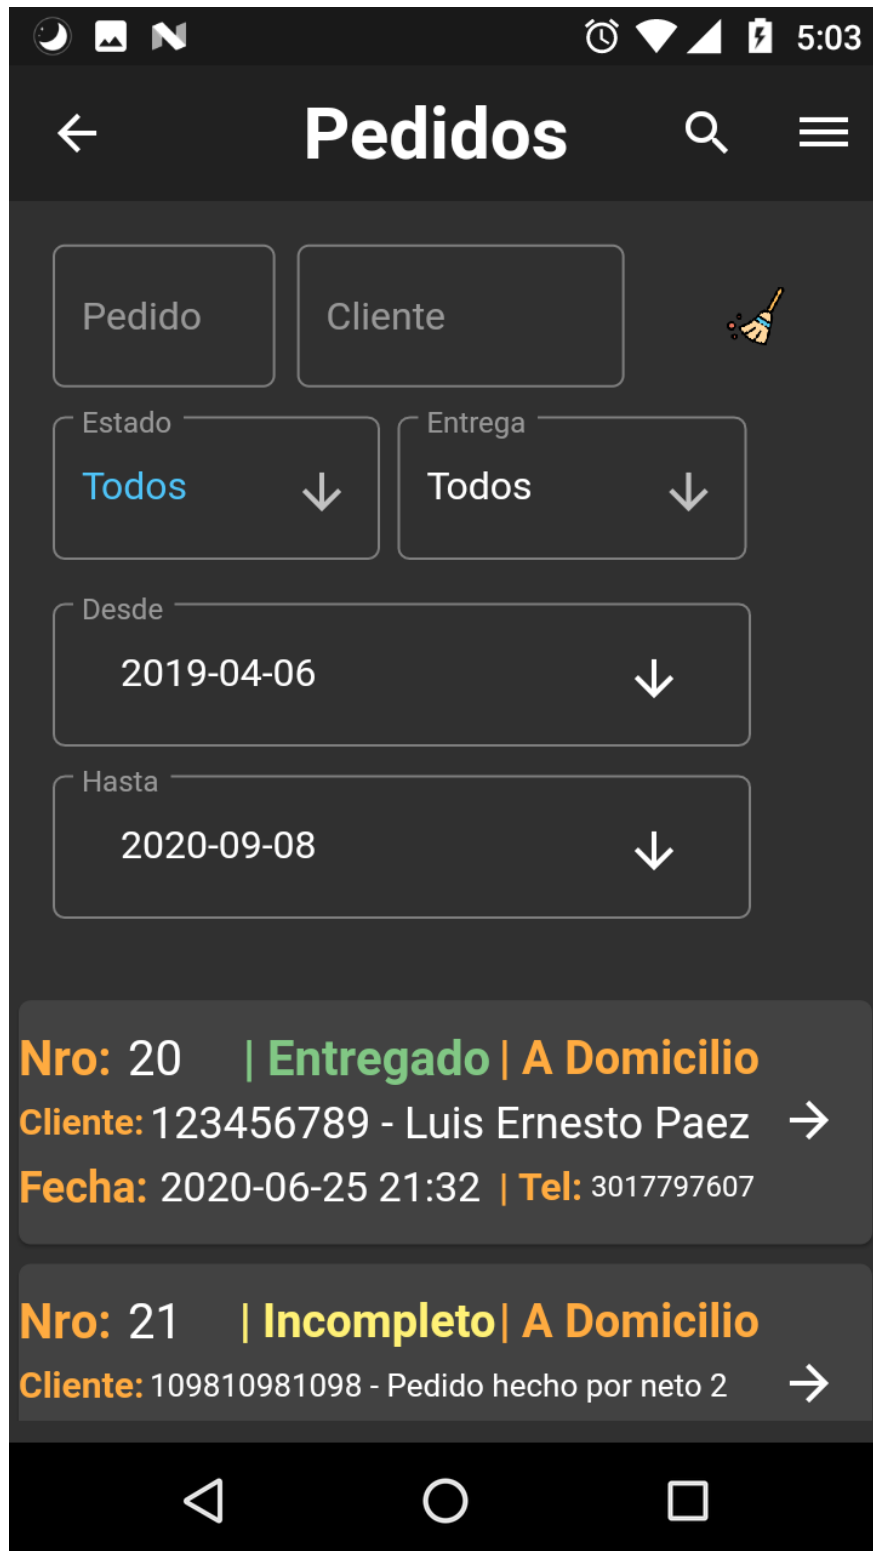 5:03
Pedidos
Pedido Cliente
Estado Entrega
Todos Todos
Desde
2019-04-06
Hasta
2020-09-08
Nro: 20 | Entregado | A Domicilio
Cliente: 123456789 - Luis Ernesto Paez
Fecha: 2020-06-25 21:32 | Tel: 3017797607
Nro: 21 | Incompleto | A Domicilio
Cliente: 109810981098 - Pedido hecho por neto 2